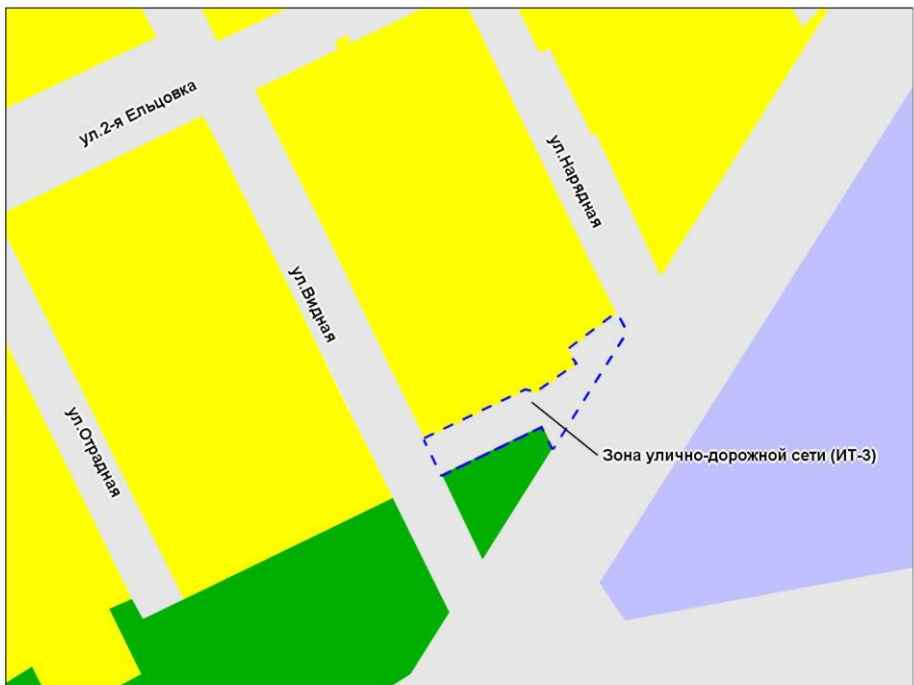 ул.2-я Ельцовка
ул.Нарядная
ул.Видная
ул.Отрадная
Зона улично-дорожной сети (ИТ-3)